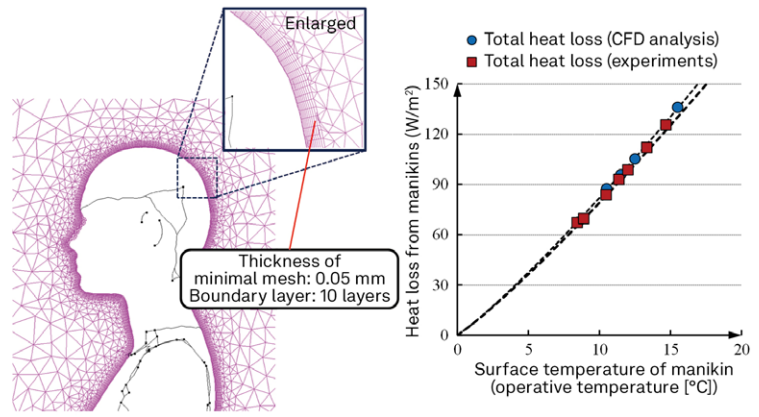 Enlarged
Thickness of
minimal mesh: 0.05 mm
Boundary layer: 10 layers
Total heat loss (CFD analysis)
Total heat loss (experiments)
Heat loss from manikins (W/m²)
150
120
90
60
30
0
0 5 10 15 20
Surface temperature of manikin
(operative temperature [°C])